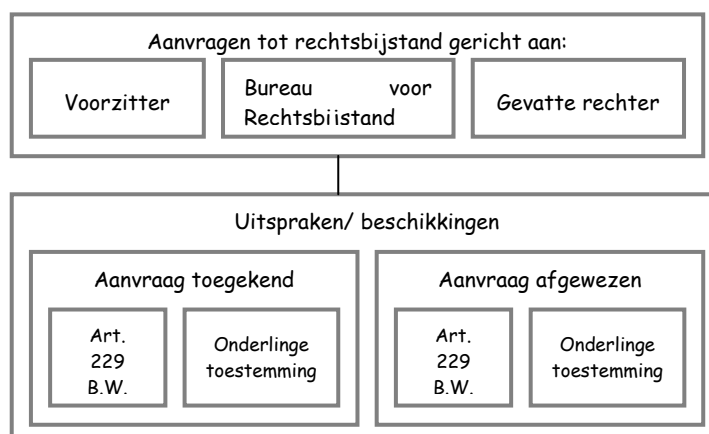 Aanvragen tot rechtsbijstand gericht aan:
Voorzitter
Bureau voor
Rechtsbijstand
Gevatte rechter
Uitspraken/ beschikkingen
Aanvraag toegekend
Art.
229
B.W.
Onderlinge
toestemming
Aanvraag afgewezen
Art.
229
B.W.
Onderlinge
toestemming